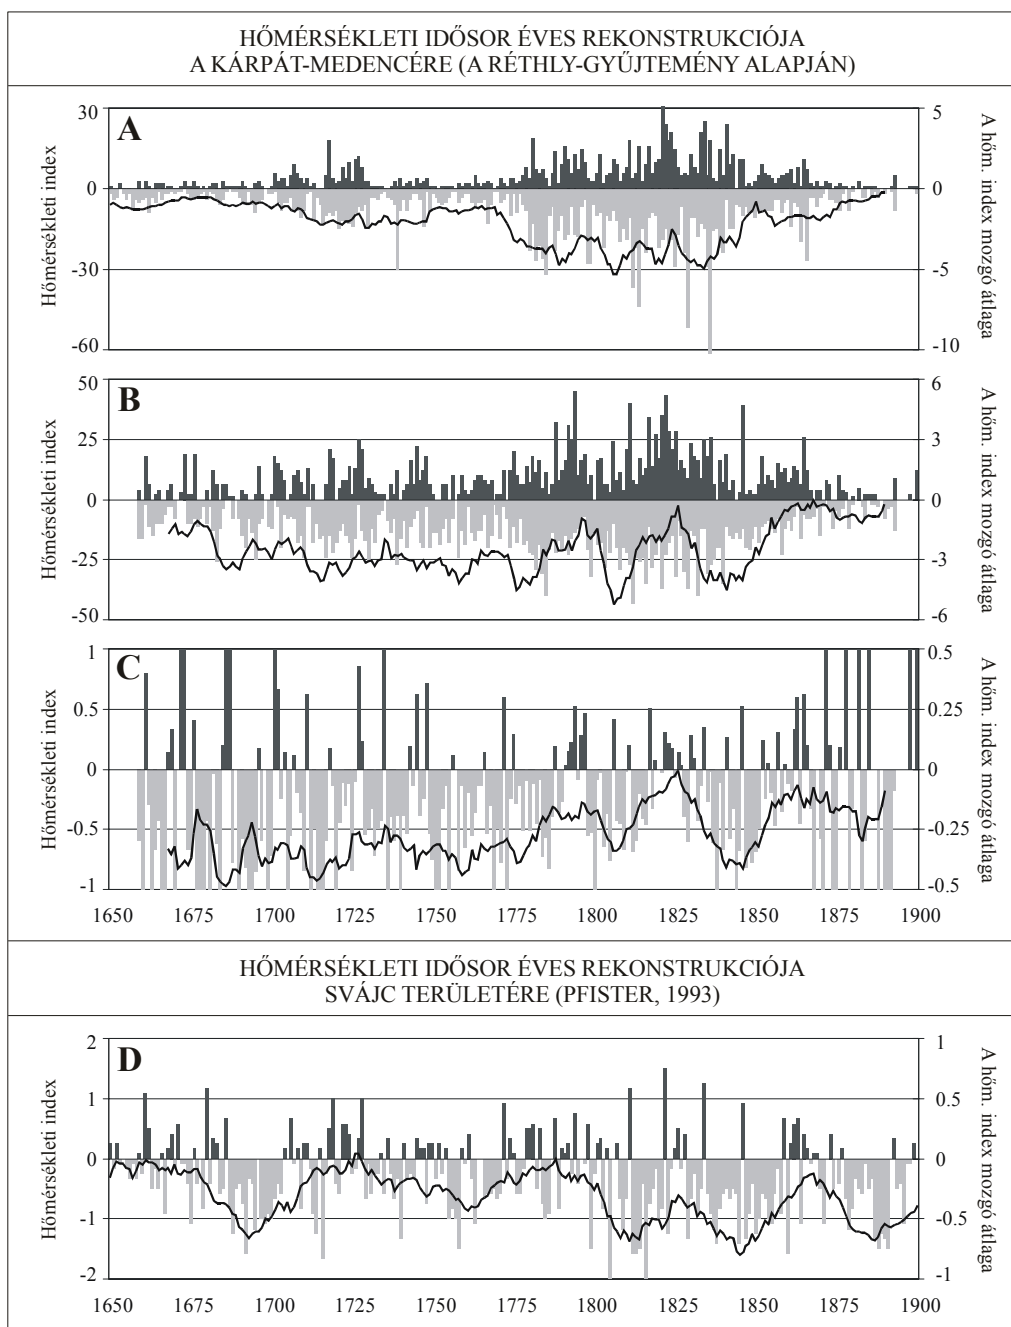 HŐMÉRSÉKLETI IDŐSOR ÉVES REKONSTRUKCIÓJA
A KÁRPÁT-MEDENCÉRE (A RÉTHLY-GYŰJTEMÉNY ALAPJÁN)
A
Hőmérsékleti index
30
0
-30
-60
5
0
-5
-10
A hőm. index mozgó átlaga
B
Hőmérsékleti index
50
25
0
-25
-50
6
3
0
-3
-6
A hőm. index mozgó átlaga
C
Hőmérsékleti index
1
0.5
0
-0.5
-1
0.5
0.25
0
-0.25
-0.5
A hőm. index mozgó átlaga
1650 1675 1700 1725 1750 1775 1800 1825 1850 1875 1900
HŐMÉRSÉKLETI IDŐSOR ÉVES REKONSTRUKCIÓJA
SVÁJC TERÜLETÉRE (PFISTER, 1993)
D
Hőmérsékleti index
2
1
0
-1
-2
1
0.5
0
-0.5
-1
A hőm. index mozgó átlaga
1650 1675 1700 1725 1750 1775 1800 1825 1850 1875 1900